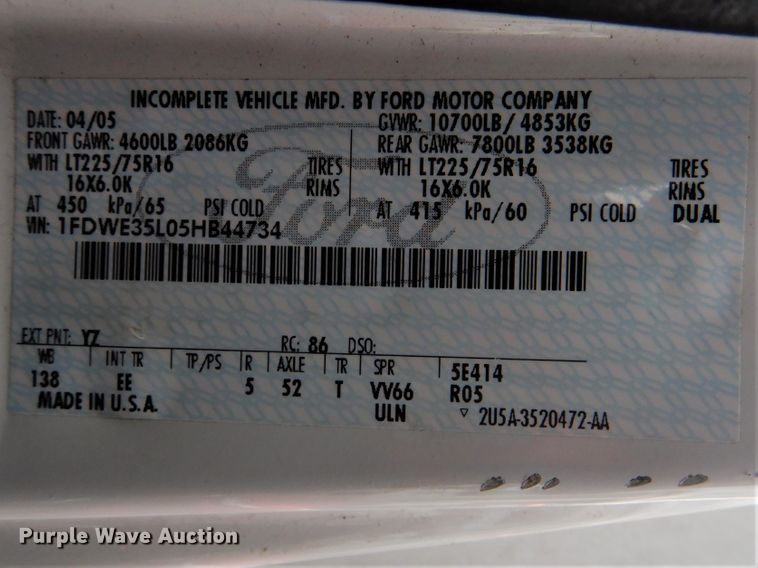 INCOMPLETE VEHICLE MFD. BY FORD MOTOR COMPANY
DATE: 04/05 GVWR: 10700LB/ 4853KG
FRONT GAWR: 4600LB 2086KG REAR GAWR: 7800LB 3538KG
WITH LT225/75R16 TIRES WITH LT225/75R16 TIRES
16X6.0K RIMS 16X6.0K RIMS
AT 450 kPa/65 PSI COLD AT 415 kPa/60 PSI COLD DUAL
VIN: 1FDWE35L05HB44734
Ford
EXT PNT: YZ RC: 86 DSO:
WB INT TR TP/PS R AXLE TR SPR 5E414
138 EE 5 52 T VV66 R05
MADE IN U.S.A. ULN 2U5A-3520472-AA
Purple Wave Auction